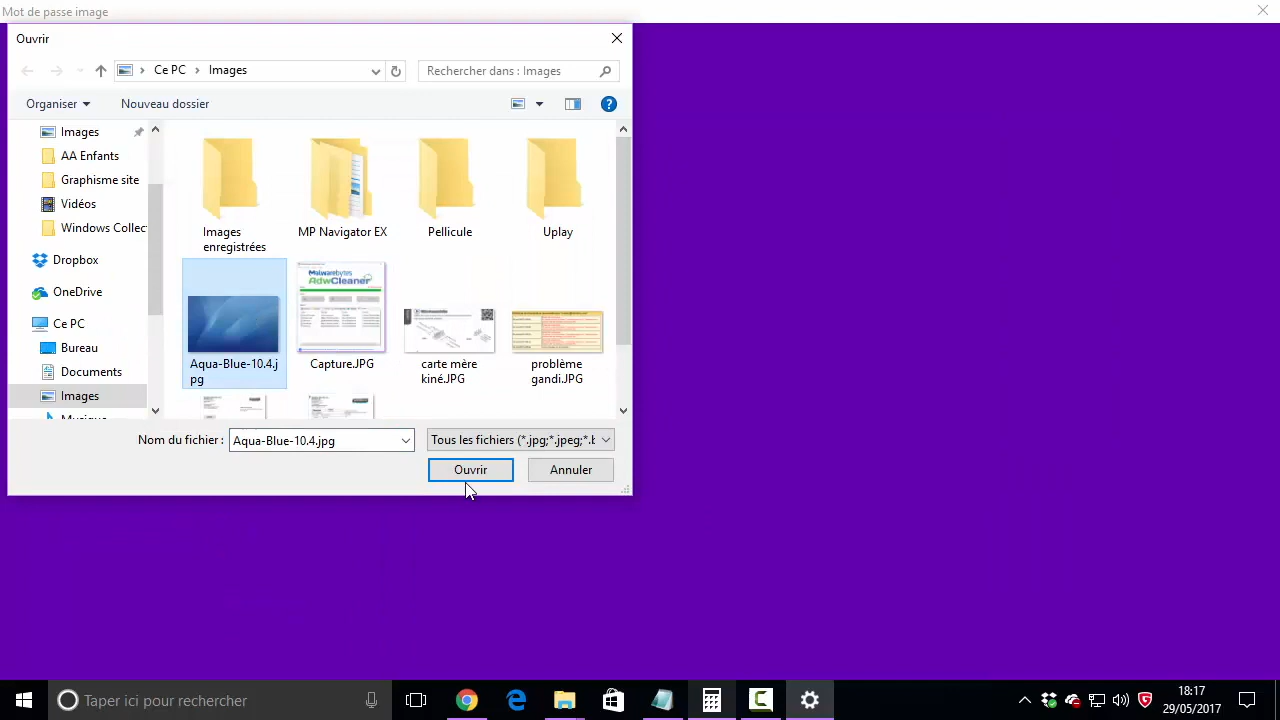 Mot de passe image
Ouvrir
Ce PC > Images
Rechercher dans : Images
Organiser
Nouveau dossier
Images
AA Enfants
Graphisme site
Vidéos
Windows Collec
Dropbox
OneDrive
Ce PC
Bureau
Documents
Images
Musique
Images enregistrées
MP Navigator EX
Pellicule
Uplay
Malwarebytes
AdwCleaner
Aqua-Blue-10.4.j
pg
Capture.JPG
carte mère
kiné.JPG
problème
gandi.JPG
Nom du fichier :
Aqua-Blue-10.4.jpg
Tous les fichiers (*.jpg;*.jpeg;*.b
Ouvrir
Annuler
Taper ici pour rechercher
18:17
29/05/2017